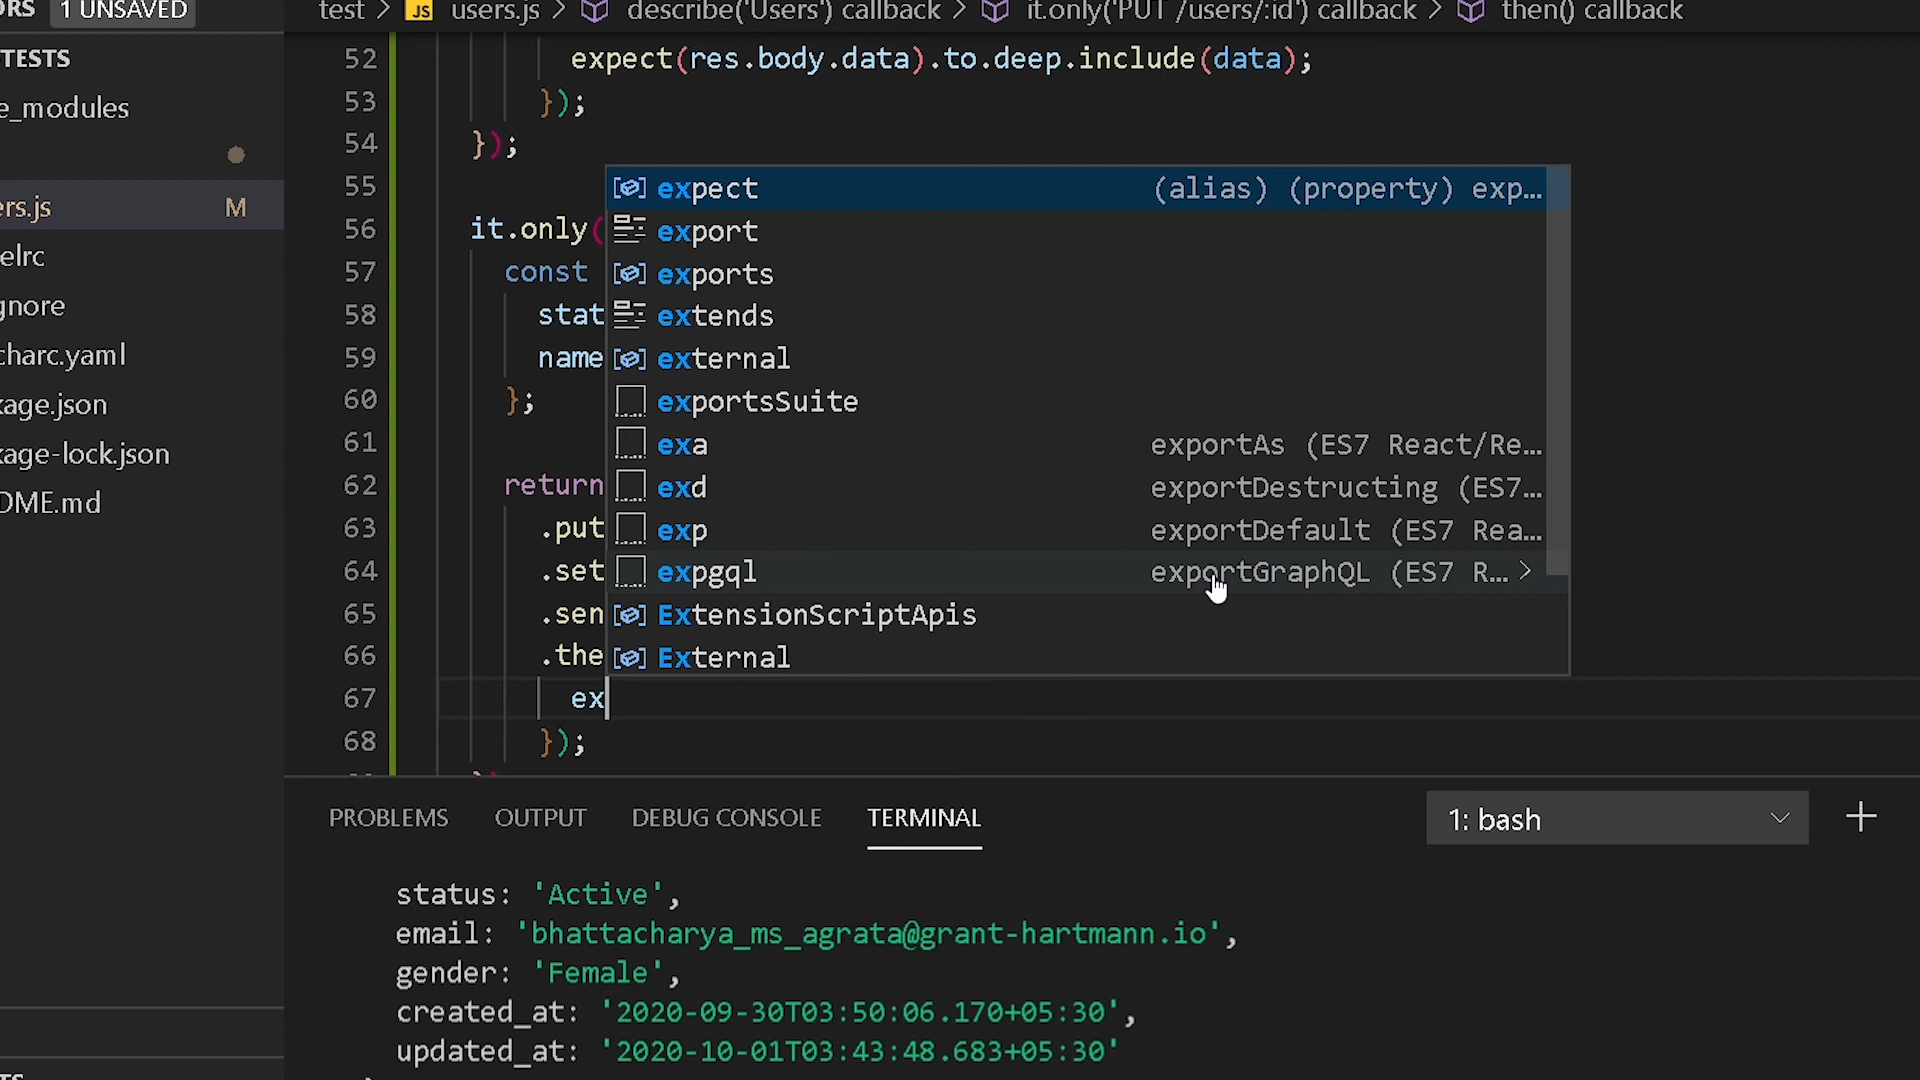 ORS 1 UNSAVED
TESTS
e_modules
ers.js M
elrc
gnore
charc.yaml
kage.json
kage-lock.json
DME.md
test > JS users.js > describe('Users') callback > it.only('PUT /users/:id') callback > then() callback
52 expect(res.body.data).to.deep.include(data);
53 });
54 });
55
56 it.only(
57 const
58 stat
59 name
60 };
61
62 return
63 .put
64 .set
65 .sen
66 .the
67 ex
68 });
expect (alias) (property) exp...
export
exports
extends
external
exportsSuite
exa exportAs (ES7 React/Re...
exd exportDestructing (ES7...
exp exportDefault (ES7 Rea...
expgql exportGraphQL (ES7 R... >
ExtensionScriptApis
External
PROBLEMS OUTPUT DEBUG CONSOLE TERMINAL 1: bash
status: 'Active',
email: 'bhattacharya_ms_agrata@grant-hartmann.io',
gender: 'Female',
created_at: '2020-09-30T03:50:06.170+05:30',
updated_at: '2020-10-01T03:43:48.683+05:30'